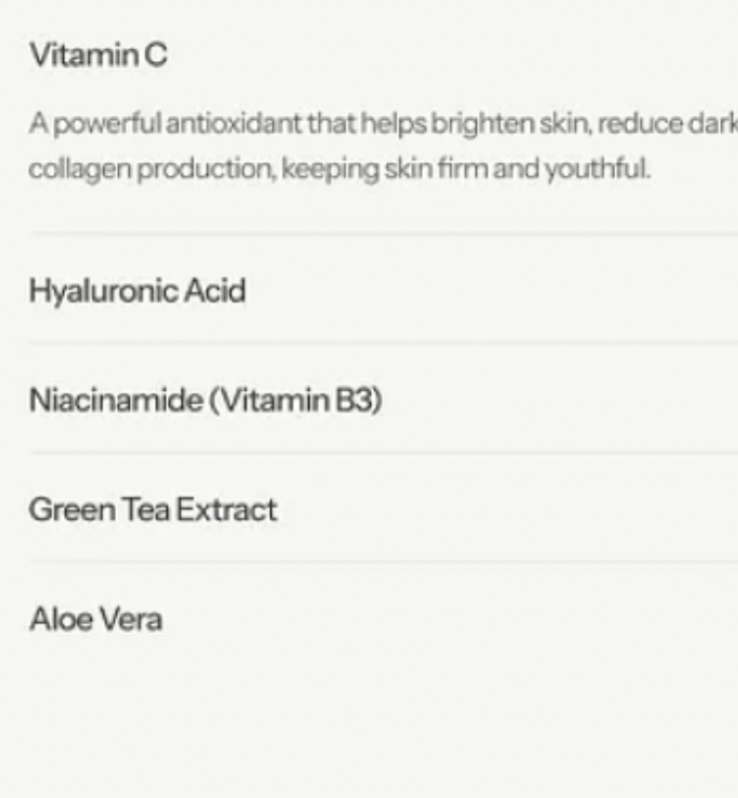 Vitamin C
A powerful antioxidant that helps brighten skin, reduce dark
collagen production, keeping skin firm and youthful.
Hyaluronic Acid
Niacinamide (Vitamin B3)
Green Tea Extract
Aloe Vera